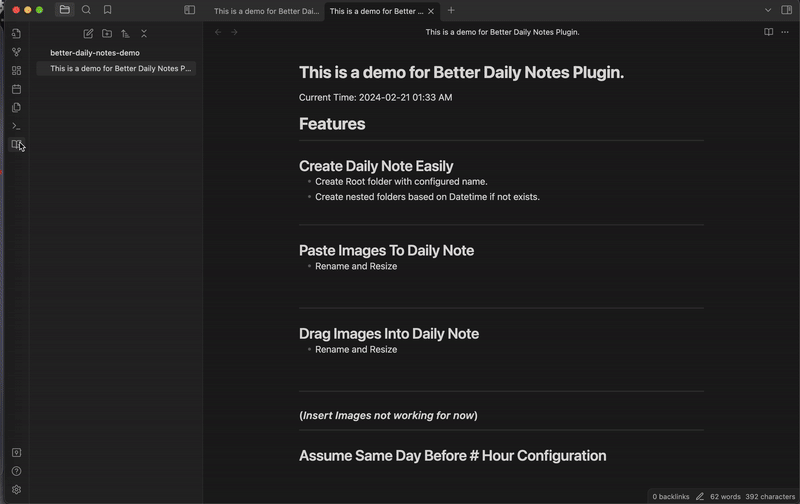 This is a demo for Better Dai...
This is a demo for Better ...
This is a demo for Better Daily Notes Plugin.
better-daily-notes-demo
This is a demo for Better Daily Notes P...
This is a demo for Better Daily Notes Plugin.
Current Time: 2024-02-21 01:33 AM
Features
Create Daily Note Easily
Create Root folder with configured name.
Create nested folders based on Datetime if not exists.
Paste Images To Daily Note
Rename and Resize
Drag Images Into Daily Note
Rename and Resize
(Insert Images not working for now)
Assume Same Day Before # Hour Configuration
0 backlinks 62 words 392 characters